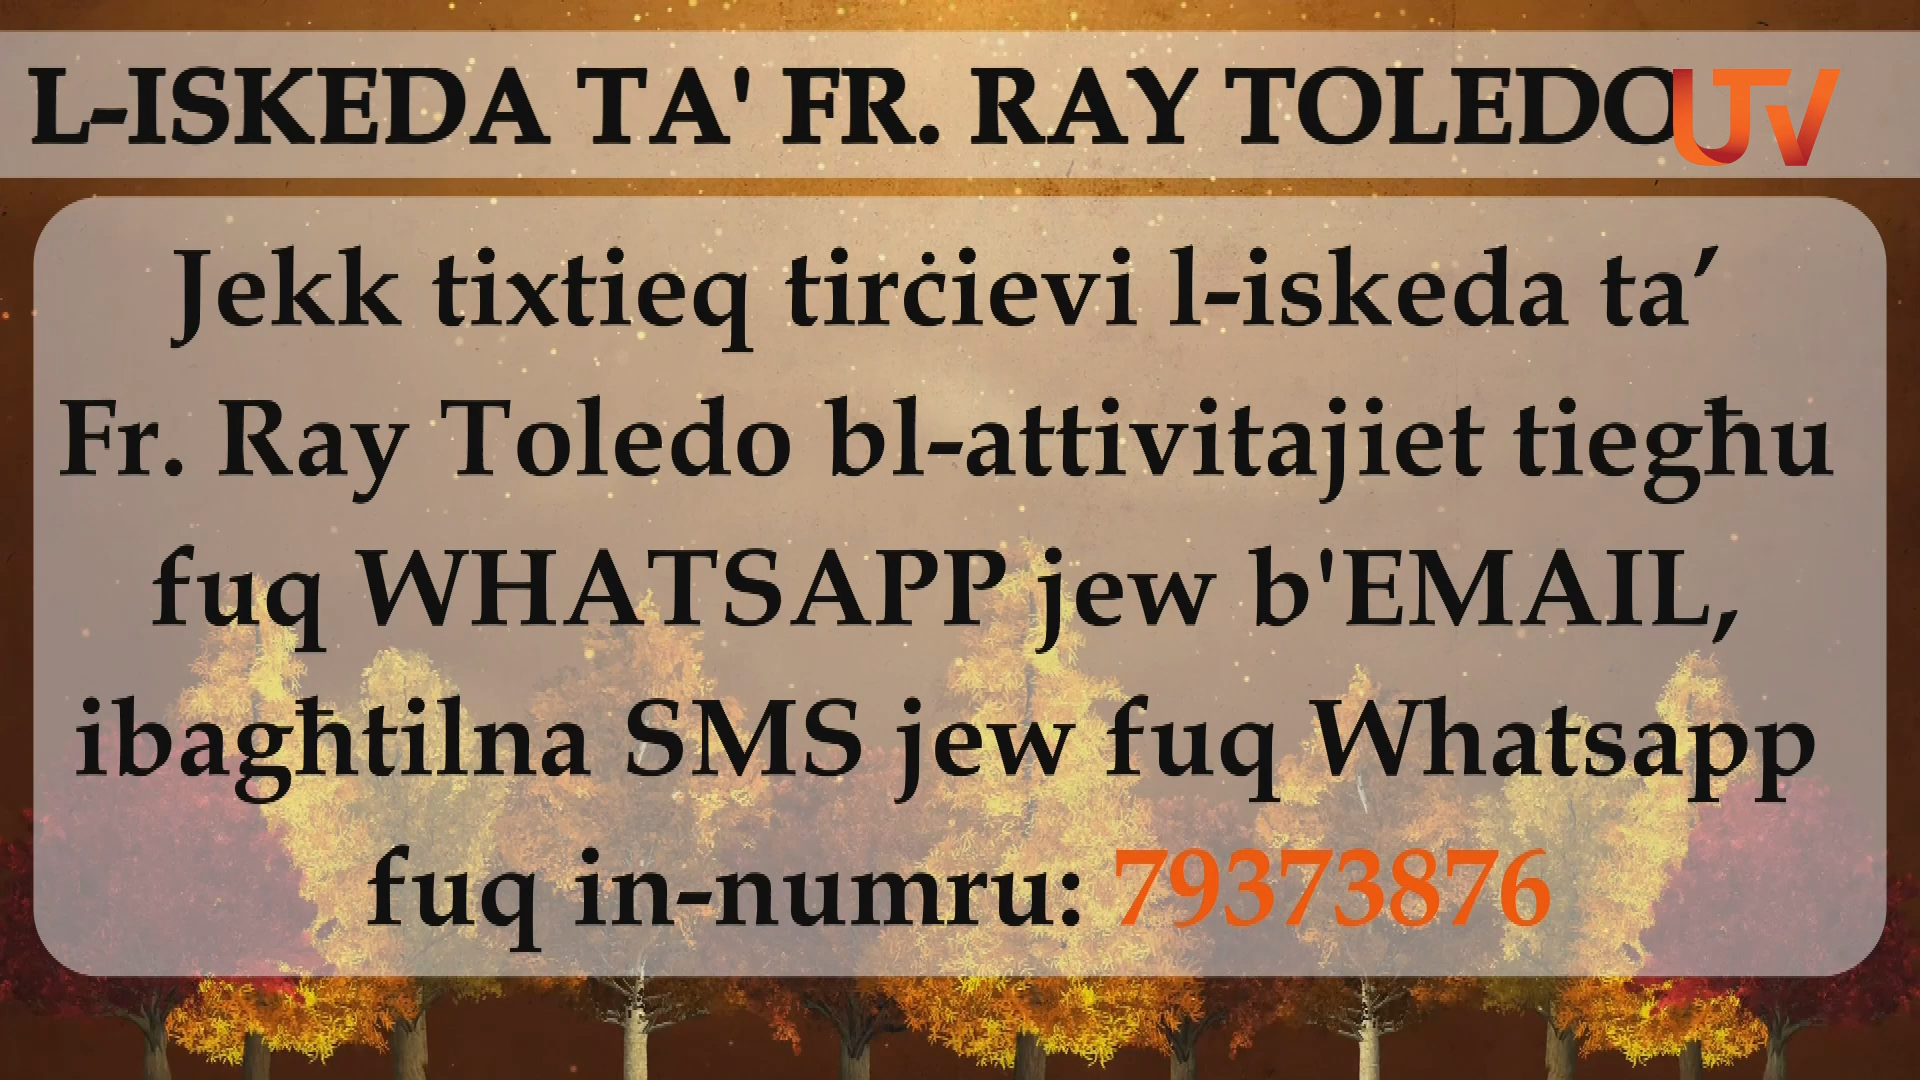 L-ISKEDA TA' FR. RAY TOLEDO
UTV
Jekk tixtieq tirċievi l-iskeda ta’
Fr. Ray Toledo bl-attivitajiet tiegħu
fuq WHATSAPP jew b'EMAIL,
ibagħtilna SMS jew fuq Whatsapp
fuq in-numru: 79373876